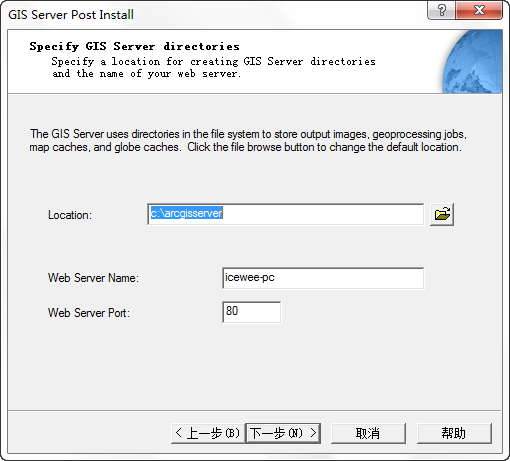 GIS Server Post Install
Specify GIS Server directories
Specify a location for creating GIS Server directories
and the name of your web server.
The GIS Server uses directories in the file system to store output images, geoprocessing jobs,
map caches, and globe caches. Click the file browse button to change the default location.
Location: c:\arcgisserver
Web Server Name: icewee-pc
Web Server Port: 80
< 上一步(B) 下一步(N) > 取消 帮助